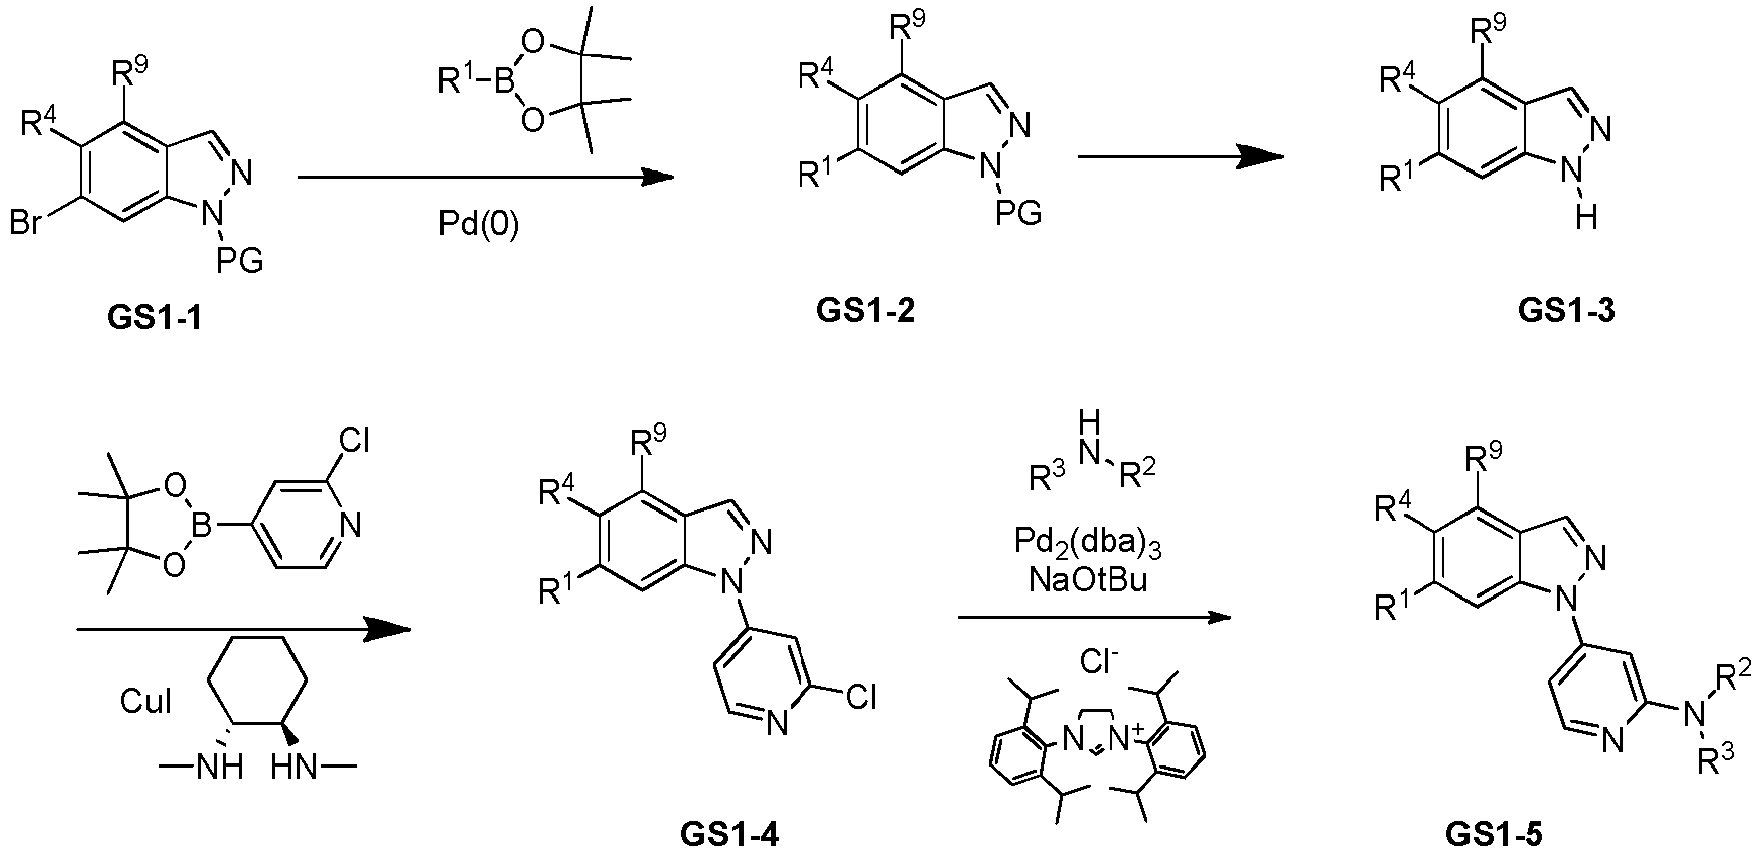 R⁹
R⁴
Br
N
N
PG
GS1-1
R¹
B
O
O
Pd(0)
R⁹
R⁴
R¹
N
N
PG
GS1-2
R⁹
R⁴
R¹
N
N
H
GS1-3
Cl
O
B
O
N
CuI
NH
HN
R⁹
R⁴
R¹
N
N
Cl
N
GS1-4
H
N
R³
R²
Pd₂(dba)₃
NaOtBu
Cl⁻
N
N⁺
R⁹
R⁴
R¹
N
N
R²
N
N
R³
GS1-5